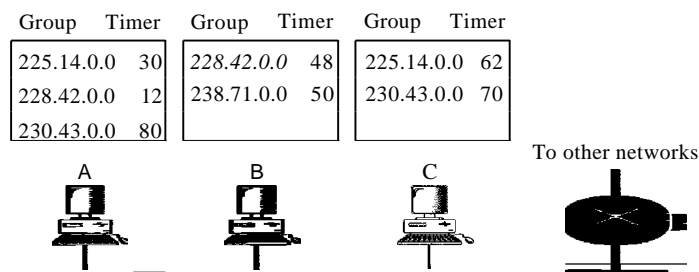 Group Timer Group Timer Group Timer
225.14.0.0 30 228.42.0.0 48 225.14.0.0 62
228.42.0.0 12 238.71.0.0 50 230.43.0.0 70
230.43.0.0 80
To other networks
A B C